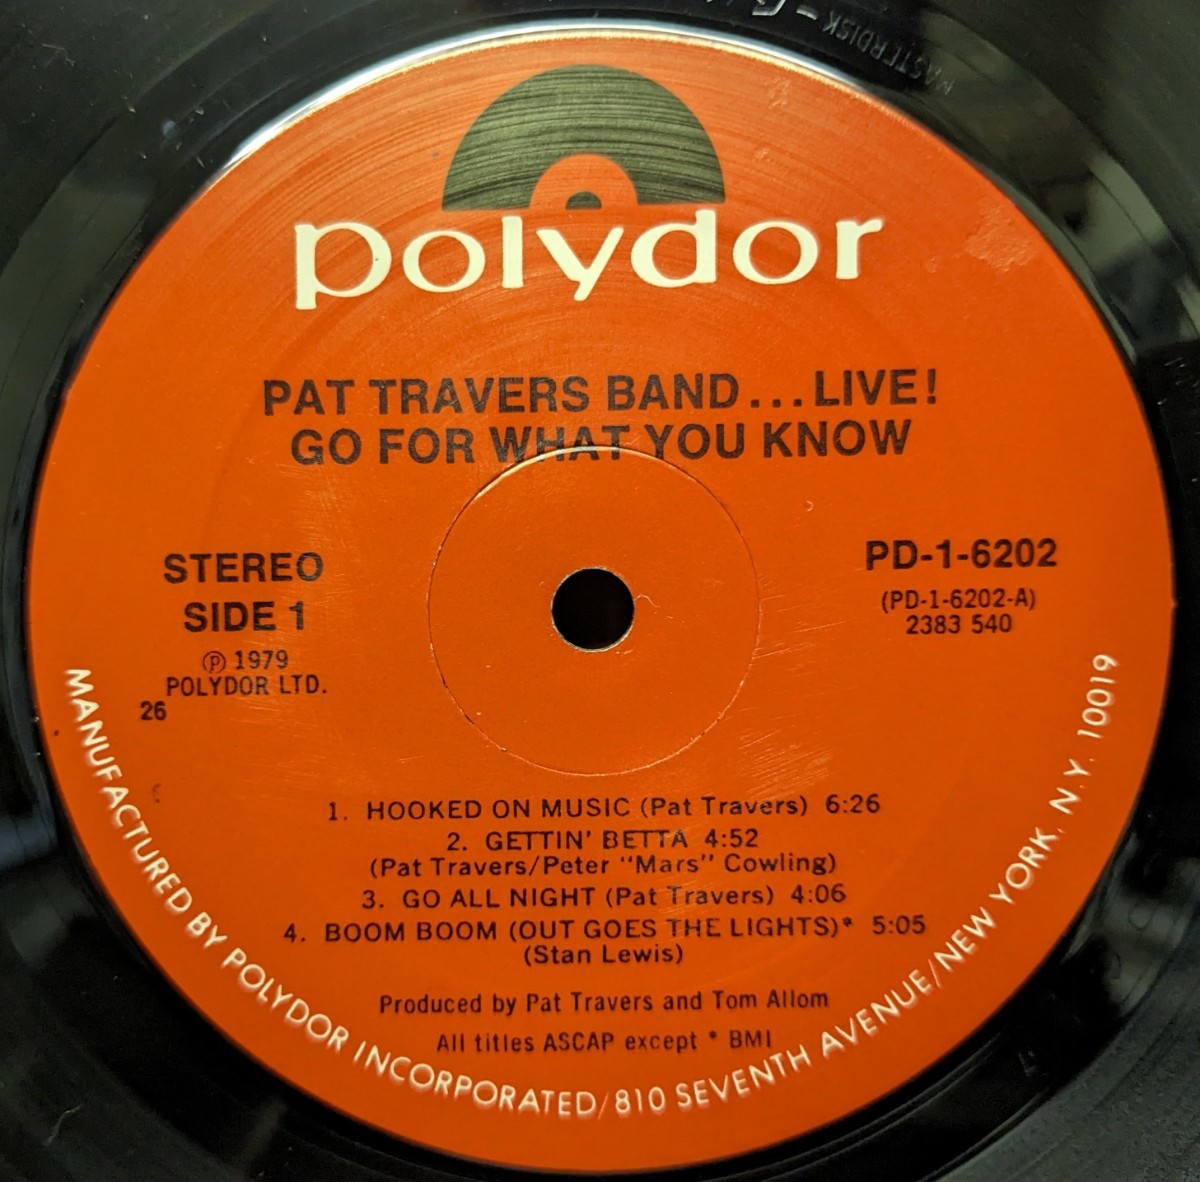 MASTERDISK
polydor
PAT TRAVERS BAND...LIVE!
GO FOR WHAT YOU KNOW
STEREO
SIDE 1
℗ 1979
POLYDOR LTD.
26
PD-1-6202
(PD-1-6202-A)
2383 540
1. HOOKED ON MUSIC (Pat Travers) 6:26
2. GETTIN' BETTA 4:52
(Pat Travers/Peter "Mars" Cowling)
3. GO ALL NIGHT (Pat Travers) 4:06
4. BOOM BOOM (OUT GOES THE LIGHTS)* 5:05
(Stan Lewis)
Produced by Pat Travers and Tom Allom
All titles ASCAP except * BMI
MANUFACTURED BY POLYDOR INCORPORATED/810 SEVENTH AVENUE/NEW YORK, N.Y. 10019